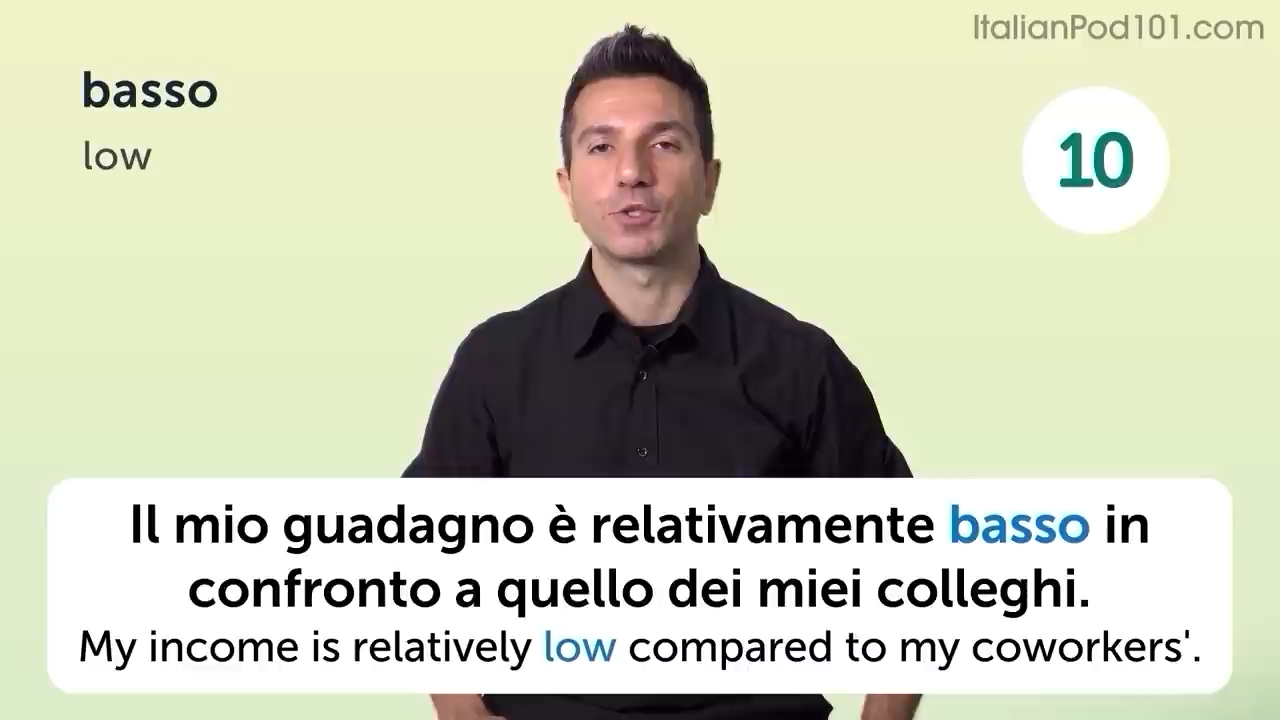 ItalianPod101.com
basso
low
10
Il mio guadagno è relativamente basso in
confronto a quello dei miei colleghi.
My income is relatively low compared to my coworkers'.